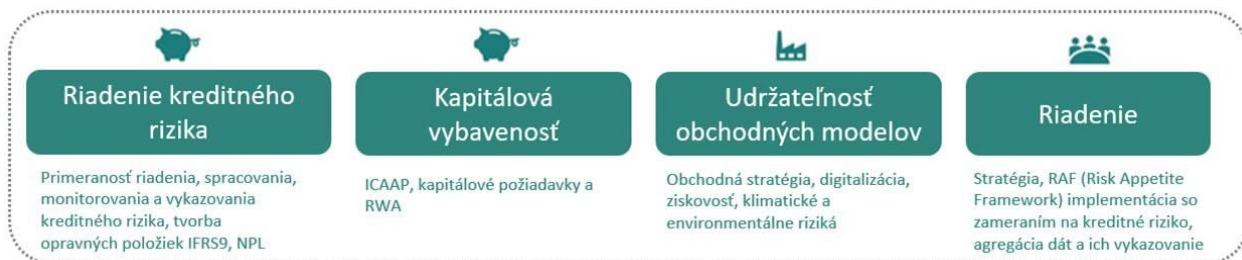 Riadenie kreditného
rizika
Primeranosť riadenia, spracovania,
monitorovania a vykazovania
kreditného rizika, tvorba
opravných položiek IFRS9, NPL
Kapitálová
vybavenosť
ICAAP, kapitálové požiadavky a
RWA
Udržateľnosť
obchodných modelov
Obchodná stratégia, digitalizácia,
ziskovosť, klimatické a
environmentálne riziká
Riadenie
Stratégia, RAF (Risk Appetite
Framework) implementácia so
zameraním na kreditné riziko,
agregácia dát a ich vykazovanie